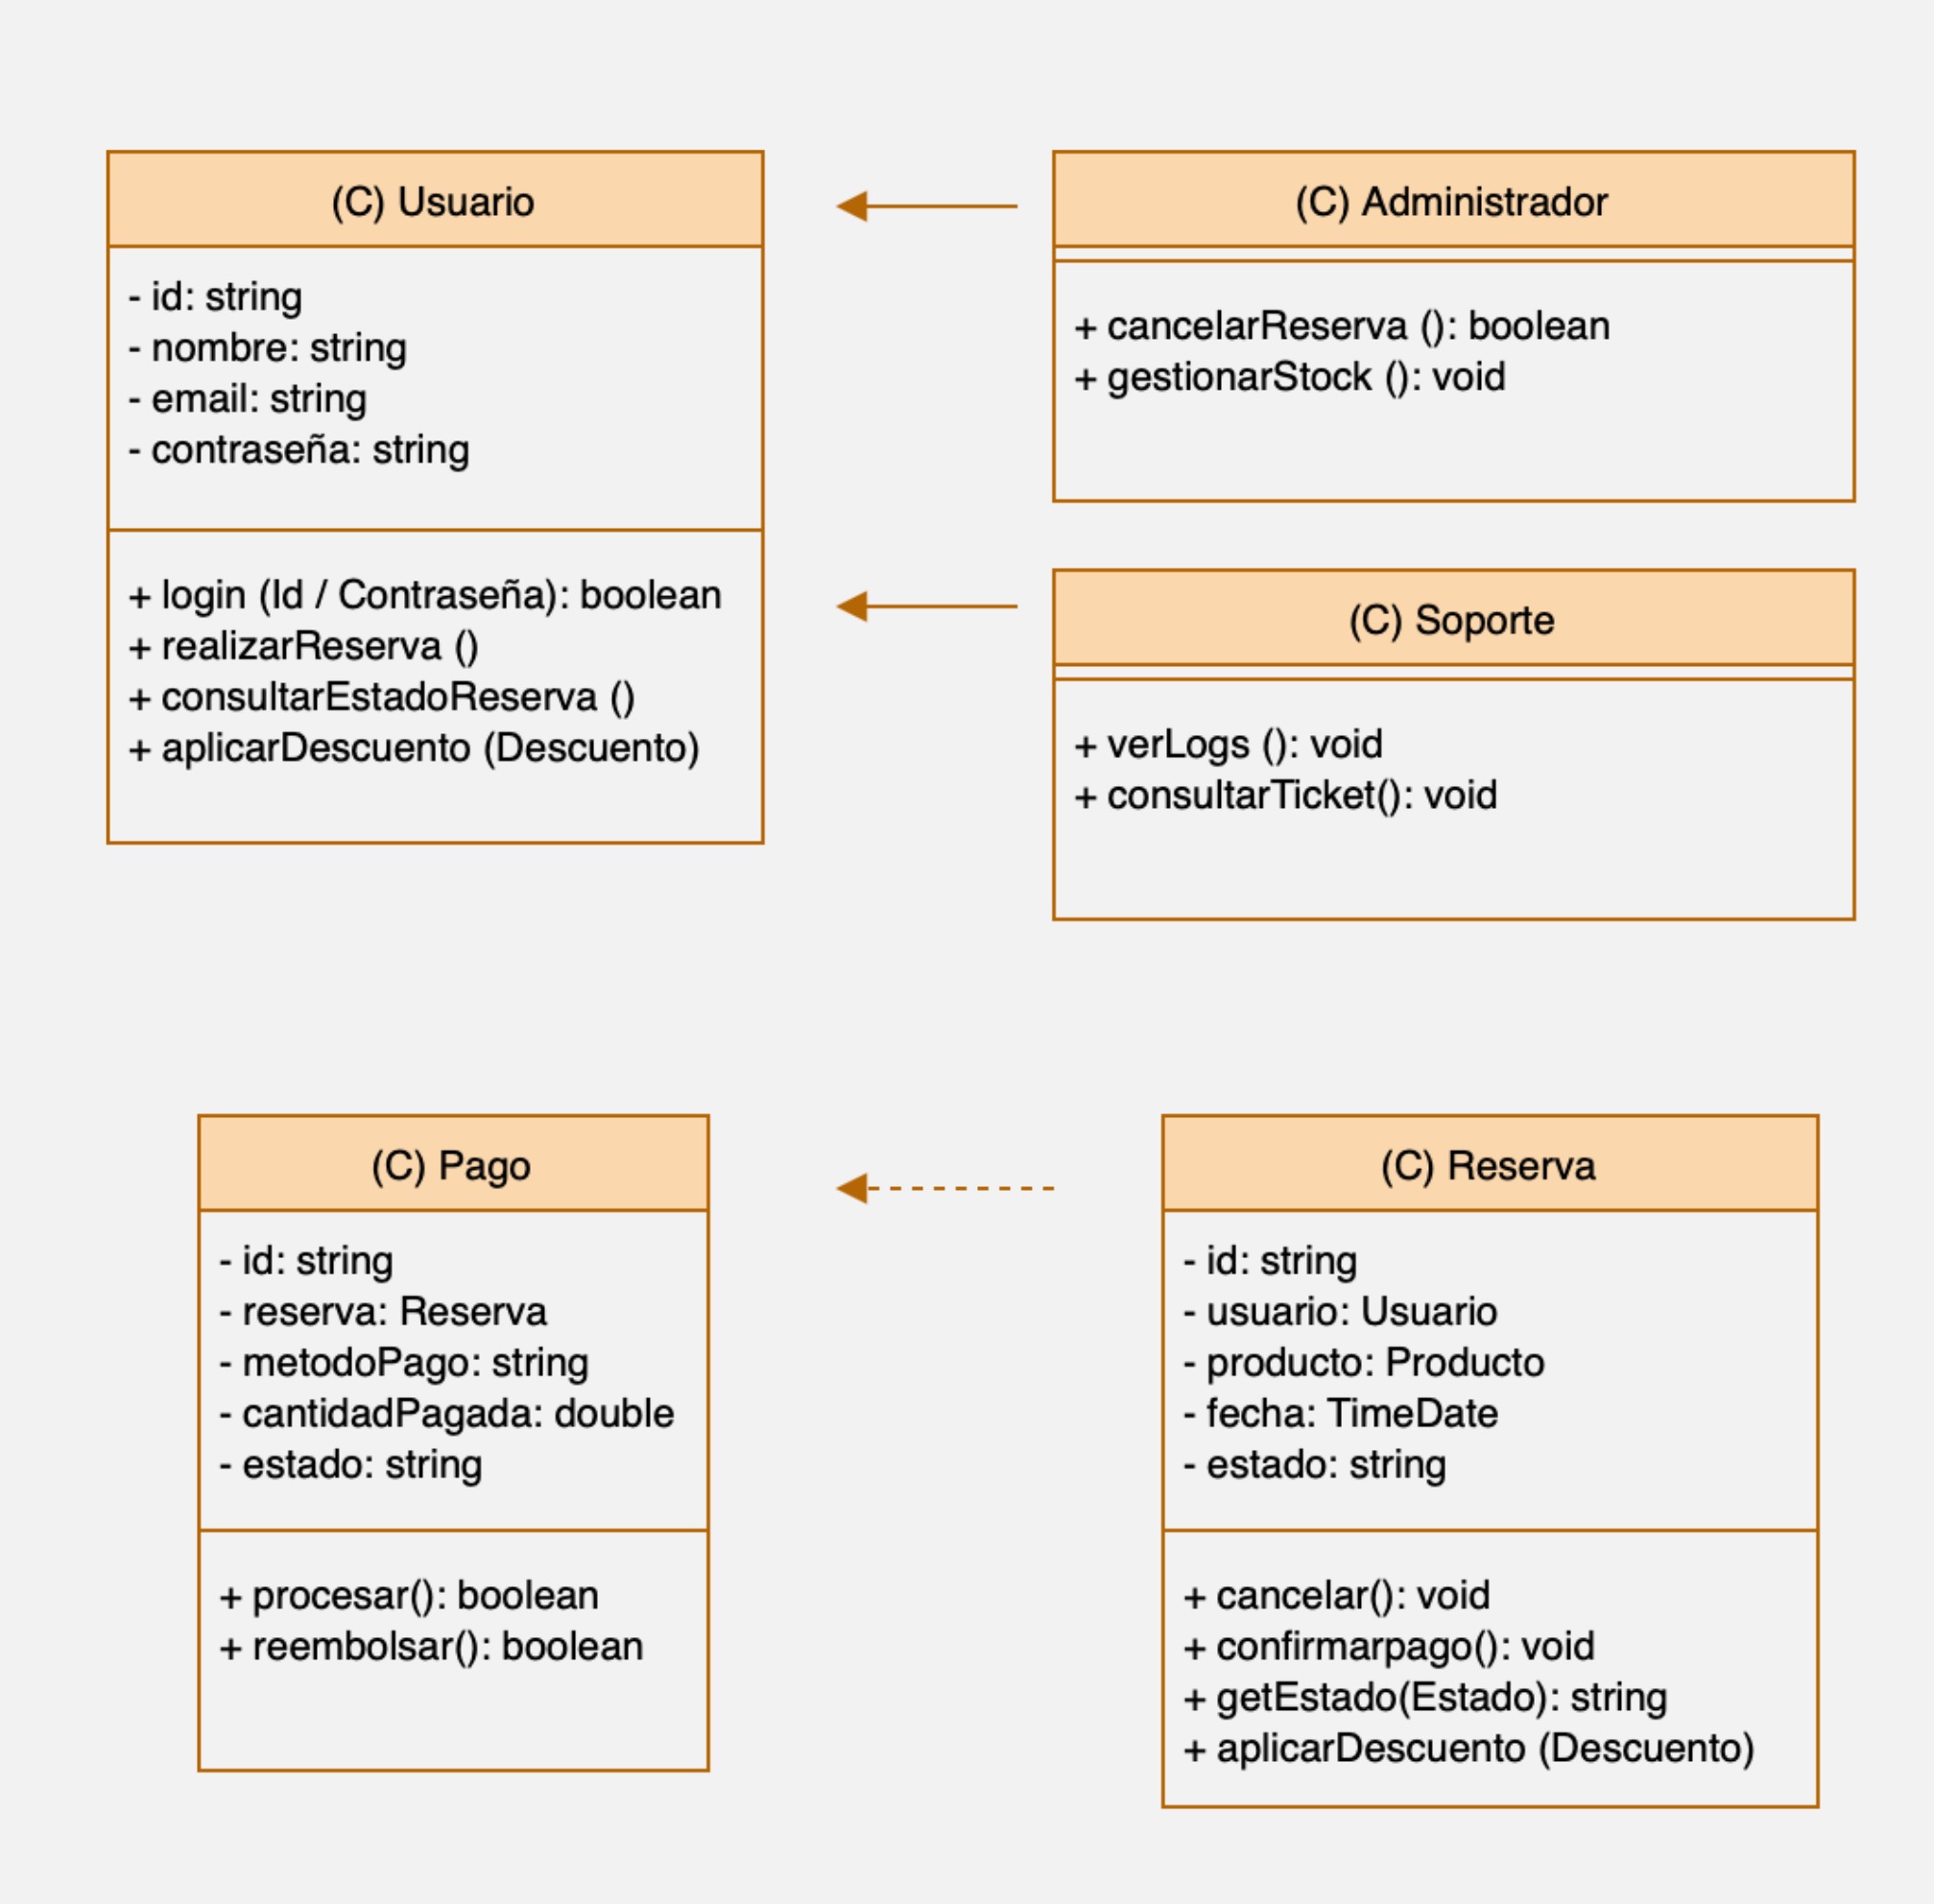 (C) Usuario
- id: string
- nombre: string
- email: string
- contraseña: string
+ login (Id / Contraseña): boolean
+ realizarReserva ()
+ consultarEstadoReserva ()
+ aplicarDescuento (Descuento)
(C) Administrador
+ cancelarReserva (): boolean
+ gestionarStock (): void
(C) Soporte
+ verLogs (): void
+ consultarTicket(): void
(C) Pago
- id: string
- reserva: Reserva
- metodoPago: string
- cantidadPagada: double
- estado: string
+ procesar(): boolean
+ reembolsar(): boolean
(C) Reserva
- id: string
- usuario: Usuario
- producto: Producto
- fecha: TimeDate
- estado: string
+ cancelar(): void
+ confirmarpago(): void
+ getEstado(Estado): string
+ aplicarDescuento (Descuento)